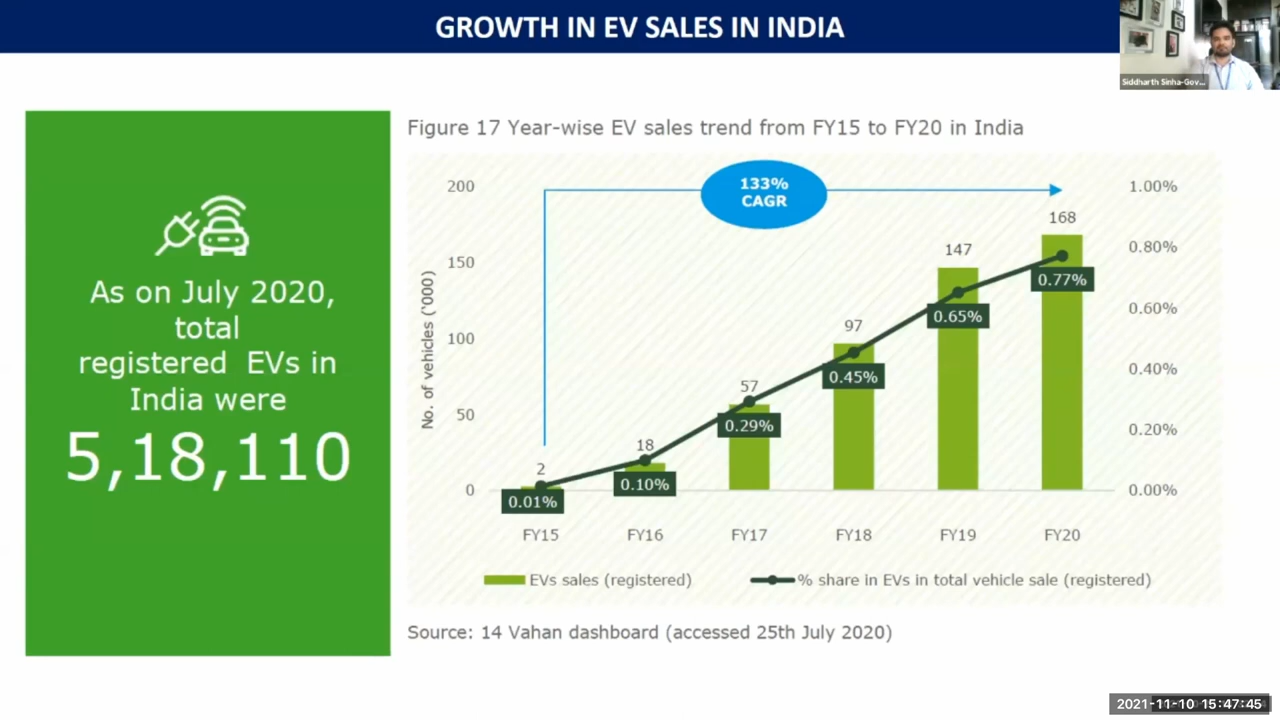 GROWTH IN EV SALES IN INDIA
Siddharth Sinha-Gov...
As on July 2020,
total
registered EVs in
India were
5,18,110
Figure 17 Year-wise EV sales trend from FY15 to FY20 in India
133%
CAGR
No. of vehicles ('000)
200
150
100
50
0
1.00%
0.80%
0.60%
0.40%
0.20%
0.00%
2
18
57
97
147
168
0.01%
0.10%
0.29%
0.45%
0.65%
0.77%
FY15 FY16 FY17 FY18 FY19 FY20
EVs sales (registered) % share in EVs in total vehicle sale (registered)
Source: 14 Vahan dashboard (accessed 25th July 2020)
2021-11-10 15:47:45